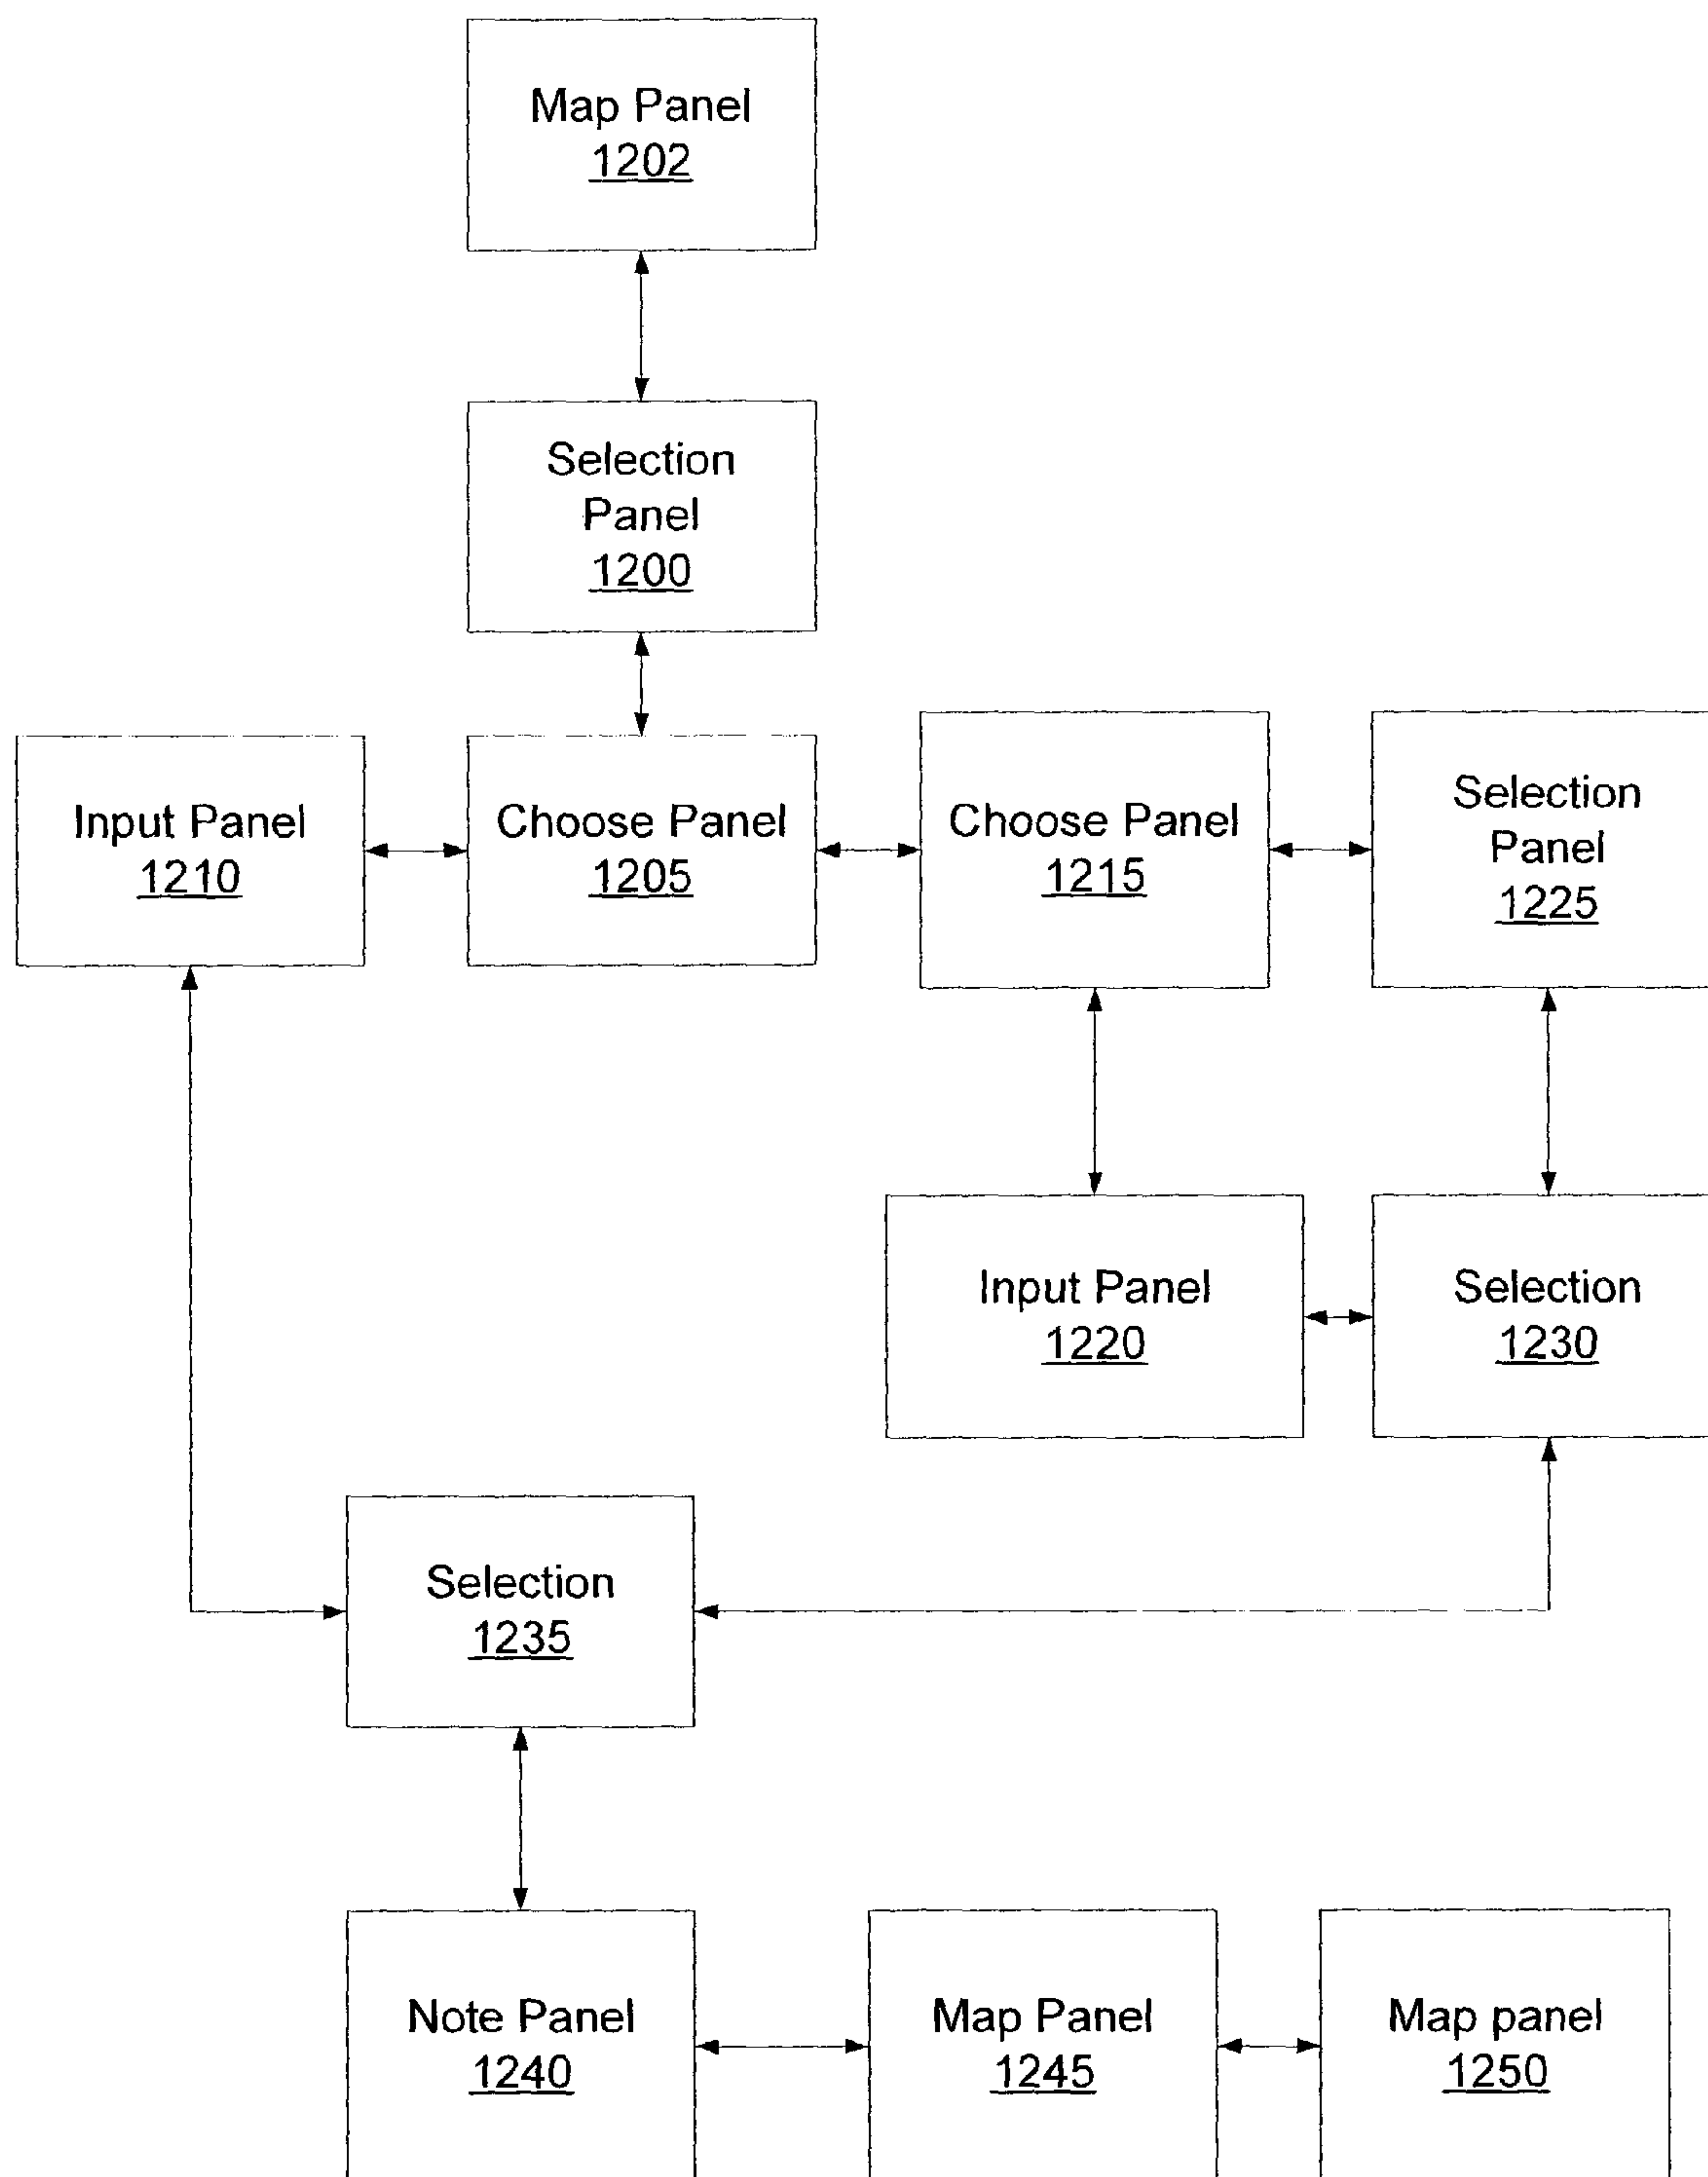 Map Panel
1202
Selection
Panel
1200
Input Panel
1210
Choose Panel
1205
Choose Panel
1215
Selection
Panel
1225
Input Panel
1220
Selection
1230
Selection
1235
Note Panel
1240
Map Panel
1245
Map panel
1250